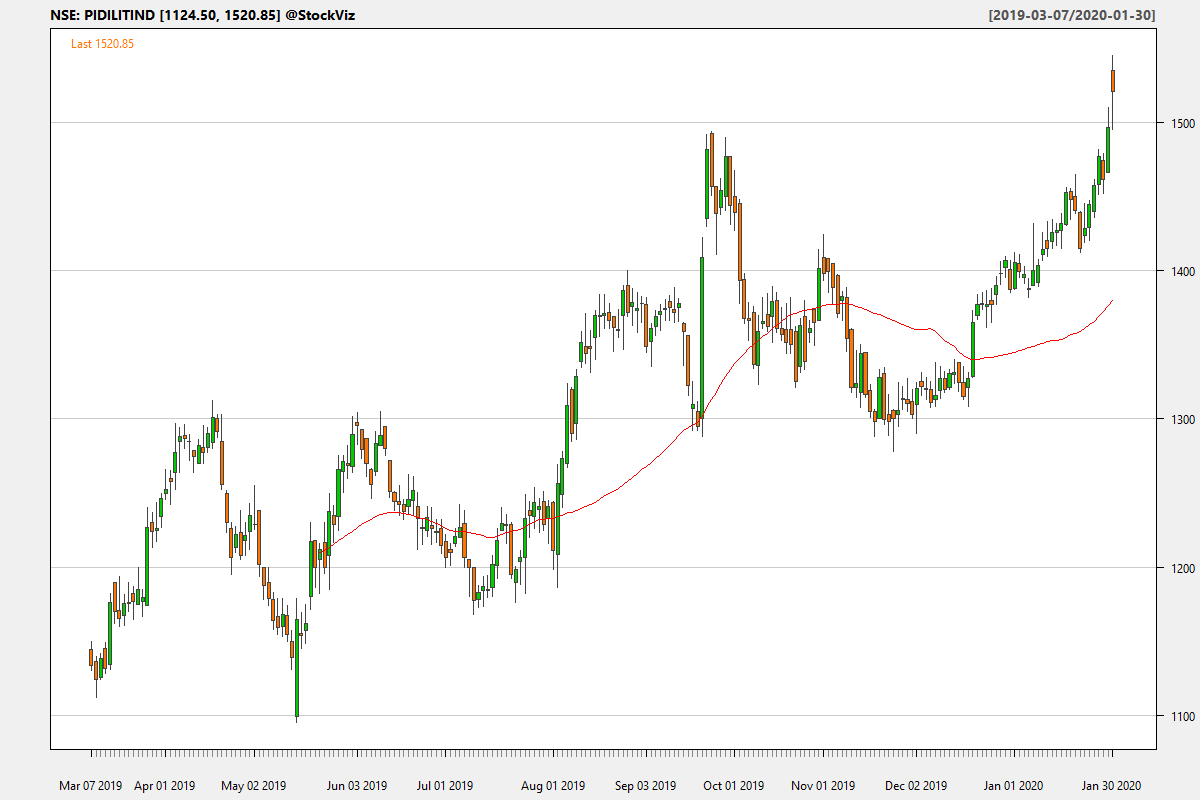 NSE: PIDILITIND [1124.50, 1520.85] @StockViz [2019-03-07/2020-01-30]
Last 1520.85
1500
1400
1300
1200
1100
Mar 07 2019 Apr 01 2019 May 02 2019 Jun 03 2019 Jul 01 2019 Aug 01 2019 Sep 03 2019 Oct 01 2019 Nov 01 2019 Dec 02 2019 Jan 01 2020 Jan 30 2020